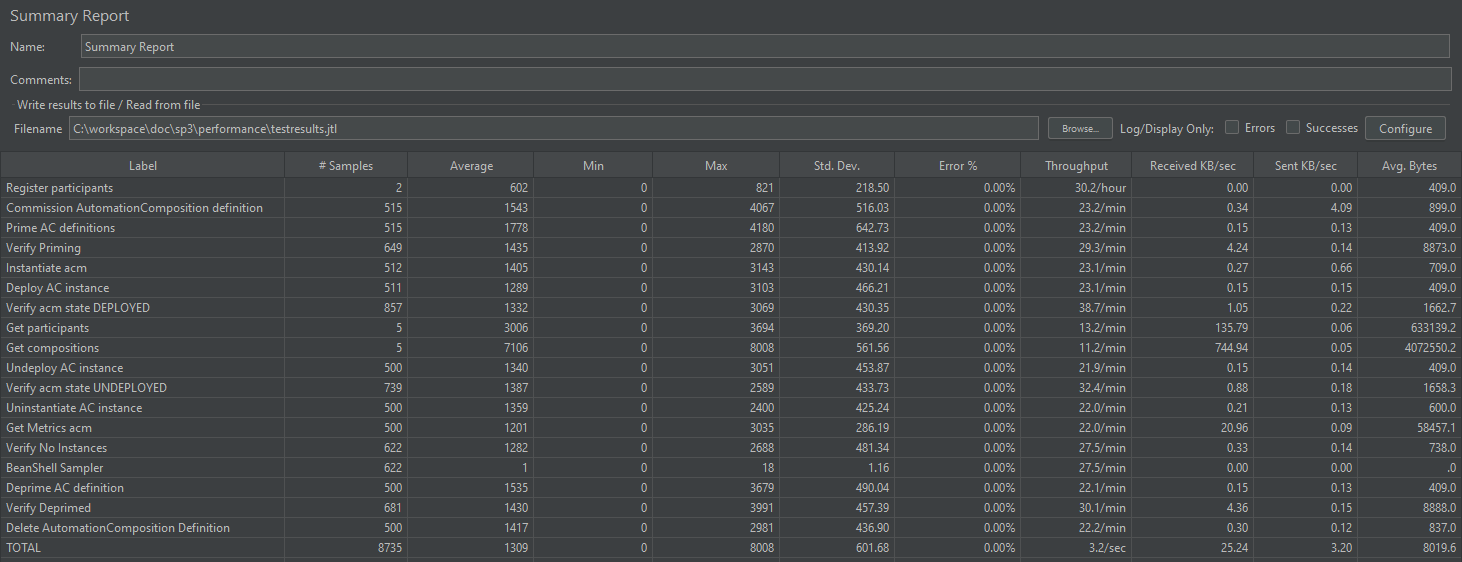 Summary Report
Name: Summary Report
Comments:
Write results to file / Read from file
Filename C:\workspace\doc\sp3\performance\testresults.jtl Browse... Log/Display Only: Errors Successes Configure
Label # Samples Average Min Max Std. Dev. Error % Throughput Received KB/sec Sent KB/sec Avg. Bytes
Register participants 2 602 0 821 218.50 0.00% 30.2/hour 0.00 0.00 409.0
Commission AutomationComposition definition 515 1543 0 4067 516.03 0.00% 23.2/min 0.34 4.09 899.0
Prime AC definitions 515 1778 0 4180 642.73 0.00% 23.2/min 0.15 0.13 409.0
Verify Priming 649 1435 0 2870 413.92 0.00% 29.3/min 4.24 0.14 8873.0
Instantiate acm 512 1405 0 3143 430.14 0.00% 23.1/min 0.27 0.66 709.0
Deploy AC instance 511 1289 0 3103 466.21 0.00% 23.1/min 0.15 0.15 409.0
Verify acm state DEPLOYED 857 1332 0 3069 430.35 0.00% 38.7/min 1.05 0.22 1662.7
Get participants 5 3006 0 3694 369.20 0.00% 13.2/min 135.79 0.06 633139.2
Get compositions 5 7106 0 8008 561.56 0.00% 11.2/min 744.94 0.05 4072550.2
Undeploy AC instance 500 1340 0 3051 453.87 0.00% 21.9/min 0.15 0.14 409.0
Verify acm state UNDEPLOYED 739 1387 0 2589 433.73 0.00% 32.4/min 0.88 0.18 1658.3
Uninstantiate AC instance 500 1359 0 2400 425.24 0.00% 22.0/min 0.21 0.13 600.0
Get Metrics acm 500 1201 0 3035 286.19 0.00% 22.0/min 20.96 0.09 58457.1
Verify No Instances 622 1282 0 2688 481.34 0.00% 27.5/min 0.33 0.14 738.0
BeanShell Sampler 622 1 0 18 1.16 0.00% 27.5/min 0.00 0.00 .0
Deprime AC definition 500 1535 0 3679 490.04 0.00% 22.1/min 0.15 0.13 409.0
Verify Deprimed 681 1430 0 3991 457.39 0.00% 30.1/min 4.36 0.15 8888.0
Delete AutomationComposition Definition 500 1417 0 2981 436.90 0.00% 22.2/min 0.30 0.12 837.0
TOTAL 8735 1309 0 8008 601.68 0.00% 3.2/sec 25.24 3.20 8019.6